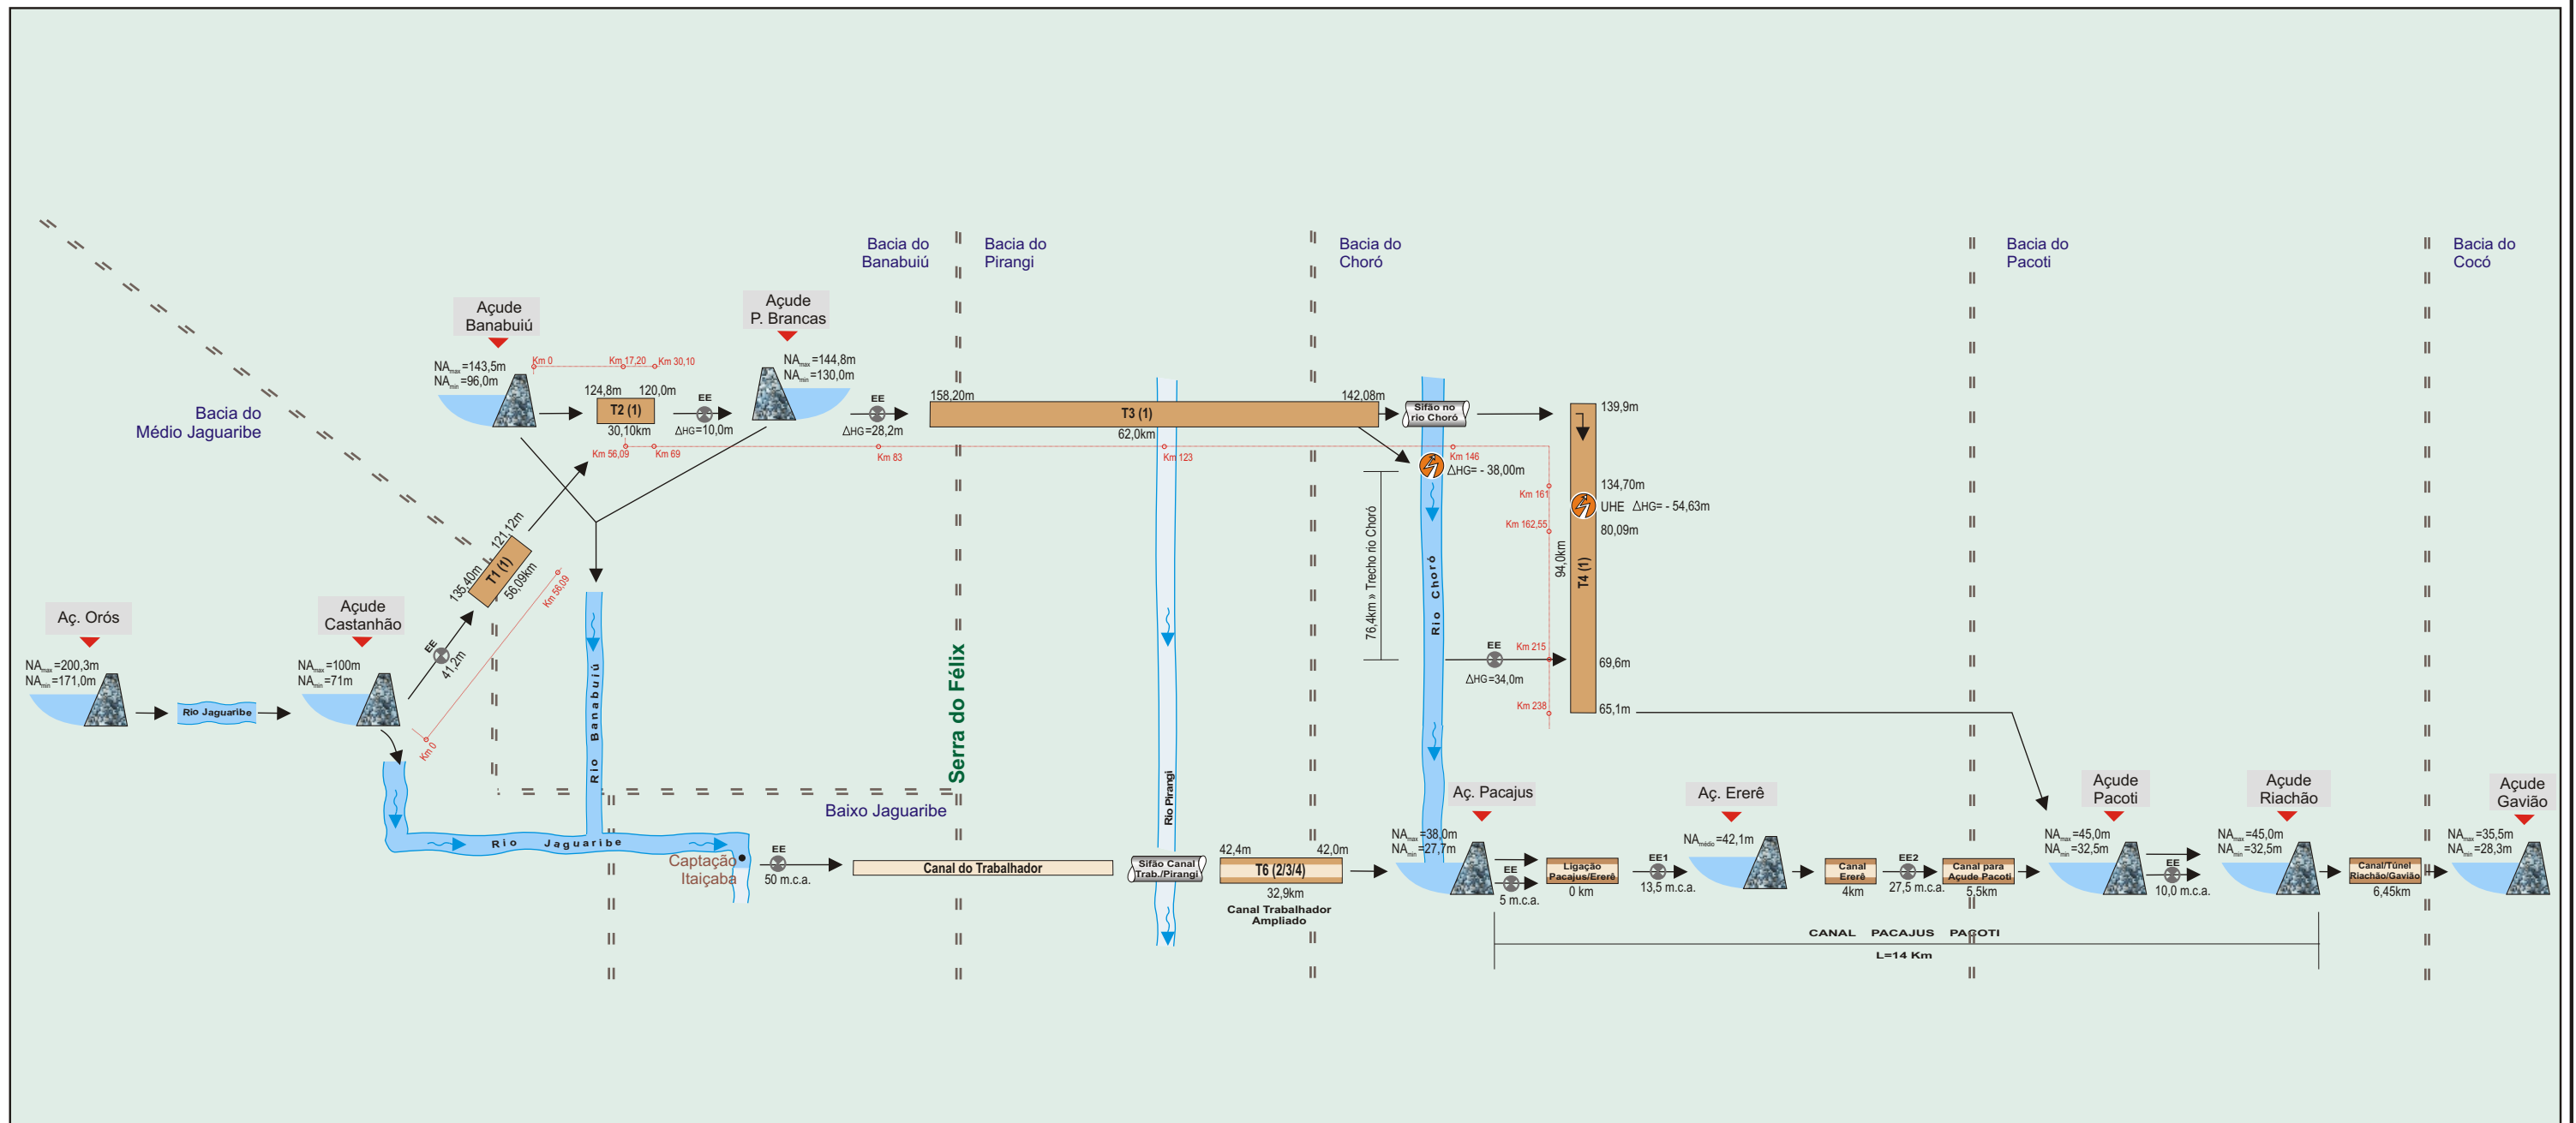 Bacia do
Banabuiú
Bacia do
Pirangi
Bacia do
Choró
Bacia do
Pacoti
Bacia do
Cocó
Açude
Banabuiú
Açude
P. Brancas
NAmax=143,5m
NAmin=96,0m
Km 0
Km 17,20
Km 30,10
124,8m
120,0m
T2 (1)
30,10km
EE
ΔHG=10,0m
NAmax=144,8m
NAmin=130,0m
EE
ΔHG=28,2m
158,20m
142,08m
T3 (1)
62,0km
Sifão no
rio Choró
139,9m
Bacia do
Médio Jaguaribe
Km 56,09
Km 69
Km 83
Km 123
Km 146
ΔHG= - 38,00m
Km 161
134,70m
UHE ΔHG= - 54,63m
Km 162,55
80,09m
76,4km » Trecho rio Choró
Rio Choró
94,0km
T4 (1)
121,12m
135,40m
T1 (1)
56,09km
Km 56,09
EE
41,2m
Km 0
Aç. Orós
NAmax=200,3m
NAmin=171,0m
Rio Jaguaribe
Açude
Castanhão
NAmax=100m
NAmin=71m
Rio Banabuiú
Serra do Félix
Rio Pirangi
EE
ΔHG=34,0m
Km 215
69,6m
Km 238
65,1m
Baixo Jaguaribe
Rio Jaguaribe
Captação
Itaiçaba
EE
50 m.c.a.
Canal do Trabalhador
Sifão Canal
Trab./Pirangi
42,4m
42,0m
T6 (2/3/4)
32,9km
Canal Trabalhador
Ampliado
Aç. Pacajus
NAmax=38,0m
NAmin=27,7m
EE
5 m.c.a.
Ligação
Pacajus/Ererê
0 km
EE1
13,5 m.c.a.
Aç. Ererê
NAmédio=42,1m
Canal
Ererê
4km
EE2
27,5 m.c.a.
Canal para
Açude Pacoti
5,5km
Açude
Pacoti
NAmax=45,0m
NAmin=32,5m
EE
10,0 m.c.a.
Açude
Riachão
NAmax=45,0m
NAmin=32,5m
Canal/Túnel
Riachão/Gavião
6,45km
Açude
Gavião
NAmax=35,5m
NAmin=28,3m
CANAL PACAJUS PACOTI
L=14 Km